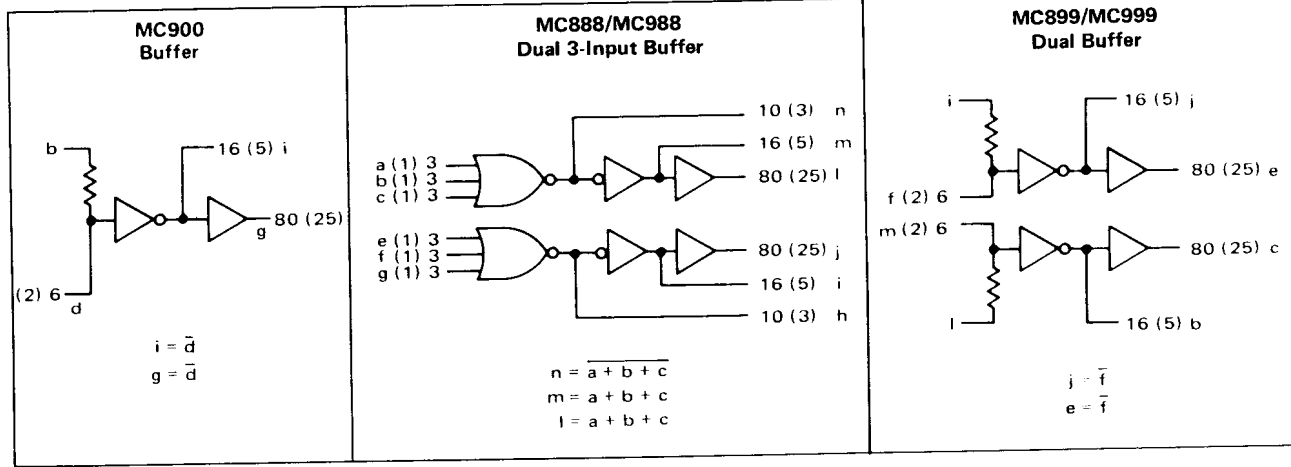 MC900
Buffer
b
16 (5) i
80 (25)
g
(2) 6
d
i = d̅
g = d̅
MC888/MC988
Dual 3-Input Buffer
10 (3) n
16 (5) m
a (1) 3
b (1) 3
c (1) 3
80 (25) l
e (1) 3
f (1) 3
g (1) 3
80 (25) j
16 (5) i
10 (3) h
n = a̅ ̅+̅ ̅b̅ ̅+̅ ̅c̅
m = a + b + c
l = a + b + c
MC899/MC999
Dual Buffer
i
16 (5) j
80 (25) e
f (2) 6
m (2) 6
80 (25) c
l
16 (5) b
j = f̅
e = f̅